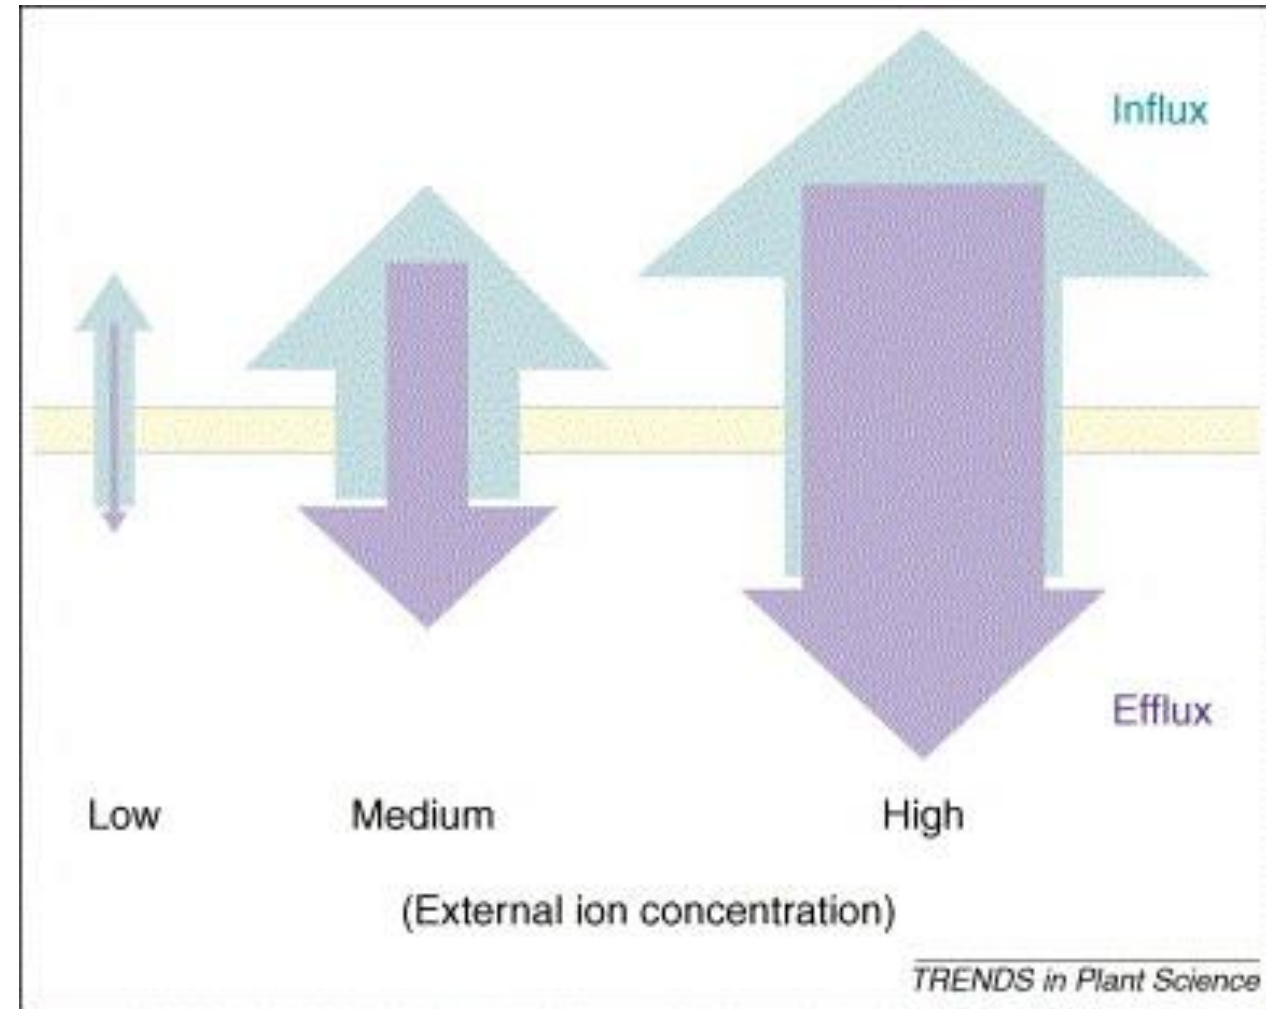 Influx
Efflux
Low Medium High
(External ion concentration)
TRENDS in Plant Science